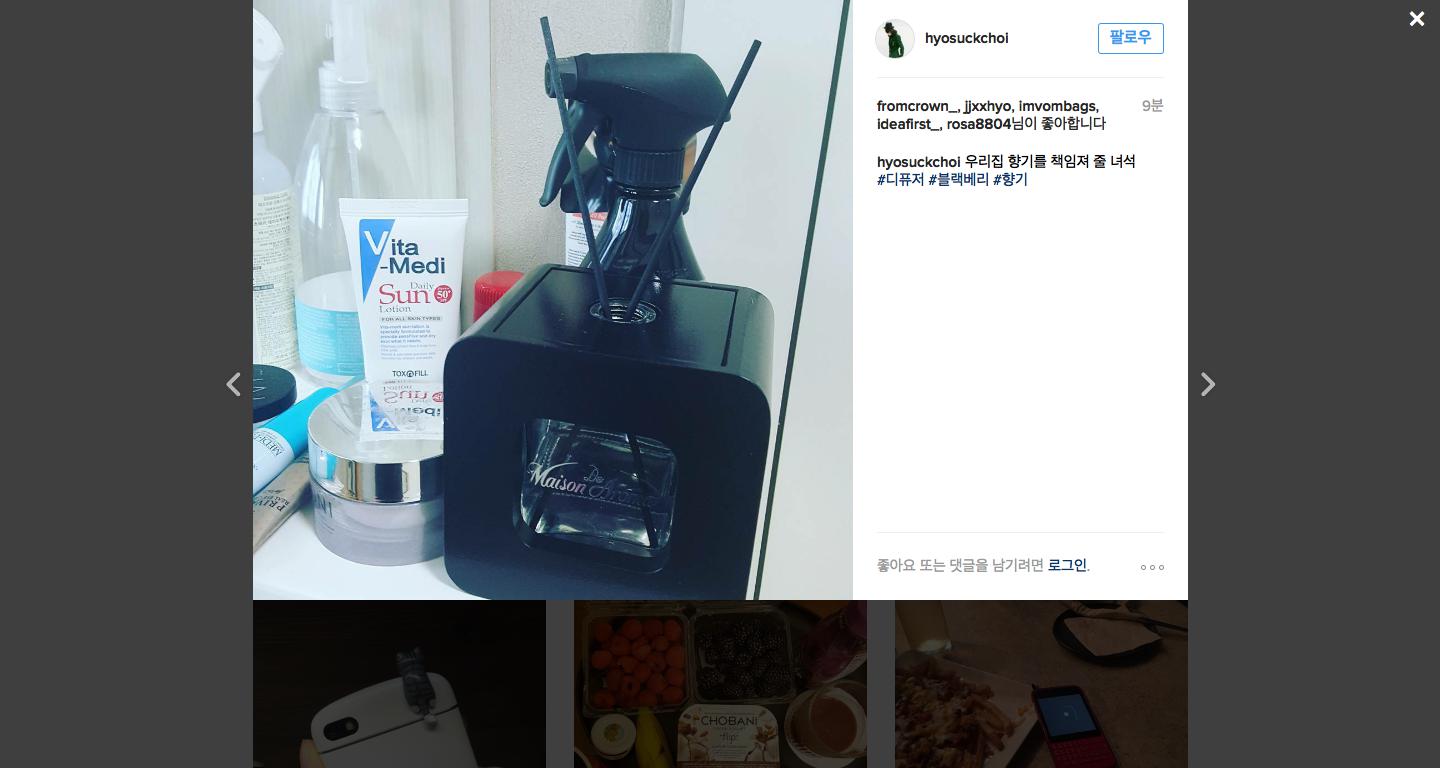 hyosuckchoi
팔로우
fromcrown_, jjxxhyo, imvombags,
ideafirst_, rosa8804님이 좋아합니다
9분
hyosuckchoi 우리집 향기를 책임져 줄 녀석
#디퓨저 #블랙베리 #향기
좋아요 또는 댓글을 남기려면 로그인.
Vita
-Medi
Daily
Sun 50+
Lotion
FOR ALL SKIN TYPES
TOX FILL
Maison De
CHOBANI
flip